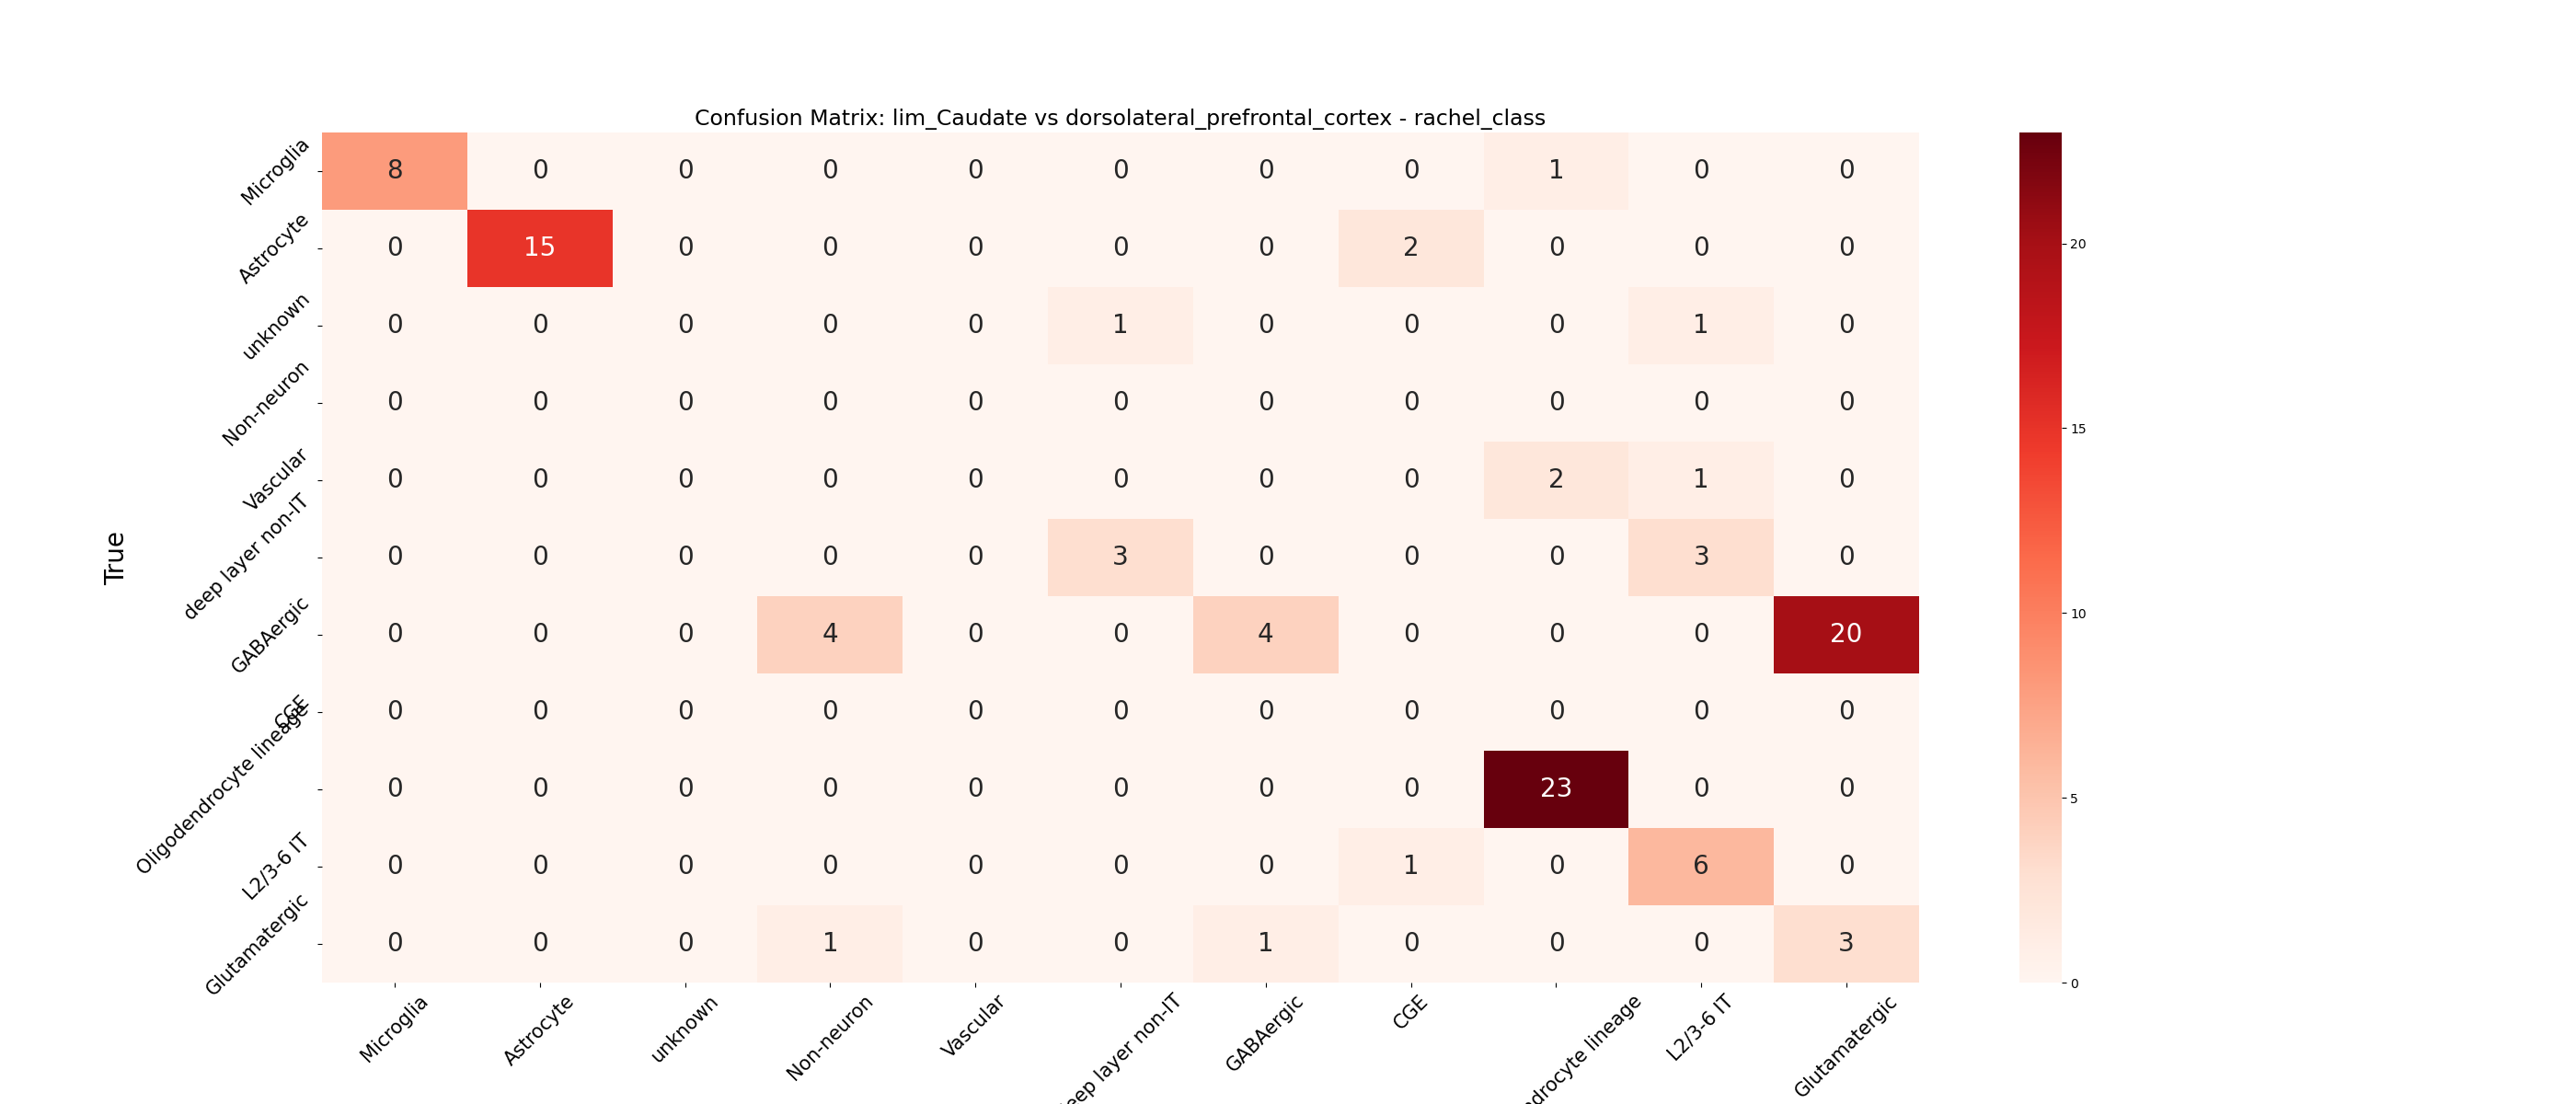 Confusion Matrix: lim_Caudate vs dorsolateral_prefrontal_cortex - rachel_class
Microglia 8 0 0 0 0 0 0 0 1 0 0
Astrocyte 0 15 0 0 0 0 0 2 0 0 0
unknown 0 0 0 0 0 1 0 0 0 1 0
Non-neuron 0 0 0 0 0 0 0 0 0 0 0
Vascular 0 0 0 0 0 0 0 0 2 1 0
deep layer non-IT 0 0 0 0 0 3 0 0 0 3 0
GABAergic 0 0 0 4 0 0 4 0 0 0 20
CGE 0 0 0 0 0 0 0 0 0 0 0
Oligodendrocyte lineage 0 0 0 0 0 0 0 0 23 0 0
L2/3-6 IT 0 0 0 0 0 0 0 1 0 6 0
Glutamatergic 0 0 0 1 0 0 1 0 0 0 3
True
Microglia Astrocyte unknown Non-neuron Vascular eep layer non-IT GABAergic CGE ndrocyte lineage L2/3-6 IT Glutamatergic
20
15
10
5
0